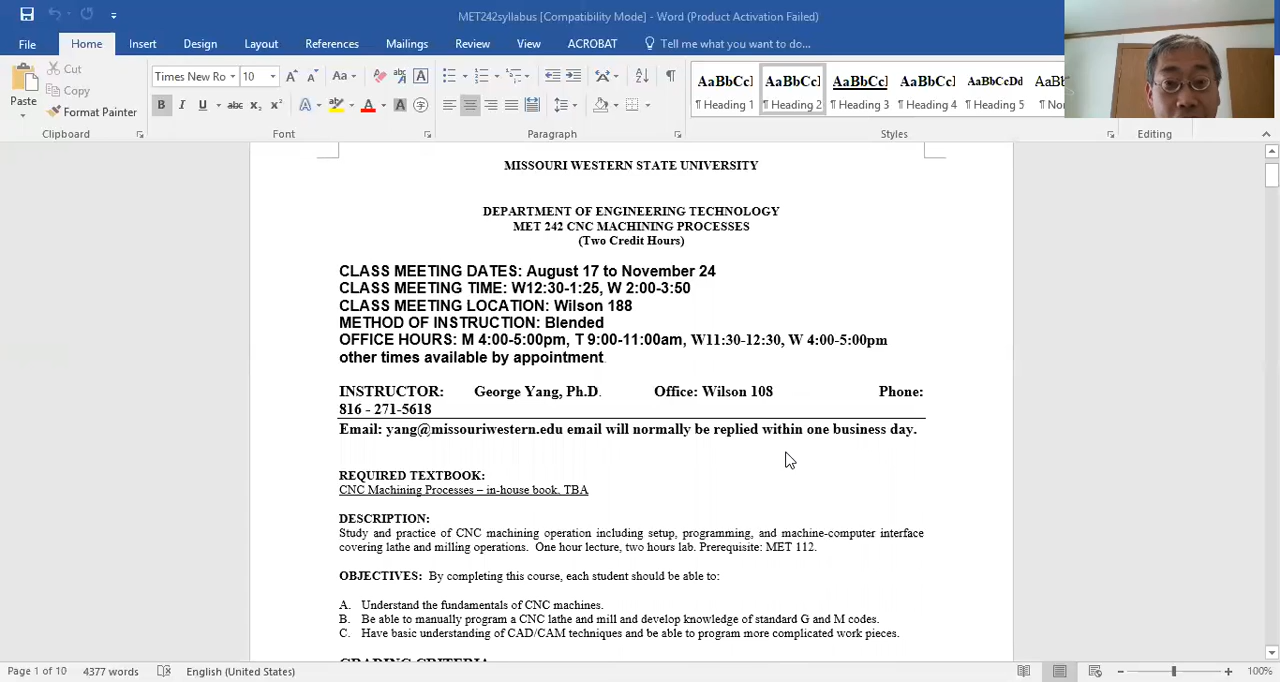 MET242syllabus [Compatibility Mode] - Word (Product Activation Failed)
File Home Insert Design Layout References Mailings Review View ACROBAT Tell me what you want to do...
Cut
Copy
Paste
Format Painter
Times New Ro 10
Aa
B I U abc
AaBbCcI AaBbCcI AaBbCcI AaBbCcI AaBbCcDd
¶ Heading 1 ¶ Heading 2 ¶ Heading 3 ¶ Heading 4 ¶ Heading 5
Clipboard Font Paragraph Styles Editing
MISSOURI WESTERN STATE UNIVERSITY
DEPARTMENT OF ENGINEERING TECHNOLOGY
MET 242 CNC MACHINING PROCESSES
(Two Credit Hours)
CLASS MEETING DATES: August 17 to November 24
CLASS MEETING TIME: W12:30-1:25, W 2:00-3:50
CLASS MEETING LOCATION: Wilson 188
METHOD OF INSTRUCTION: Blended
OFFICE HOURS: M 4:00-5:00pm, T 9:00-11:00am, W11:30-12:30, W 4:00-5:00pm
other times available by appointment.
INSTRUCTOR: George Yang, Ph.D. Office: Wilson 108 Phone:
816 - 271-5618
Email: yang@missouriwestern.edu email will normally be replied within one business day.
REQUIRED TEXTBOOK:
CNC Machining Processes – in-house book, TBA
DESCRIPTION:
Study and practice of CNC machining operation including setup, programming, and machine-computer interface
covering lathe and milling operations. One hour lecture, two hours lab. Prerequisite: MET 112.
OBJECTIVES: By completing this course, each student should be able to:
A. Understand the fundamentals of CNC machines.
B. Be able to manually program a CNC lathe and mill and develop knowledge of standard G and M codes.
C. Have basic understanding of CAD/CAM techniques and be able to program more complicated work pieces.
GRADING CRITERIA
Page 1 of 10 4377 words English (United States) 100%